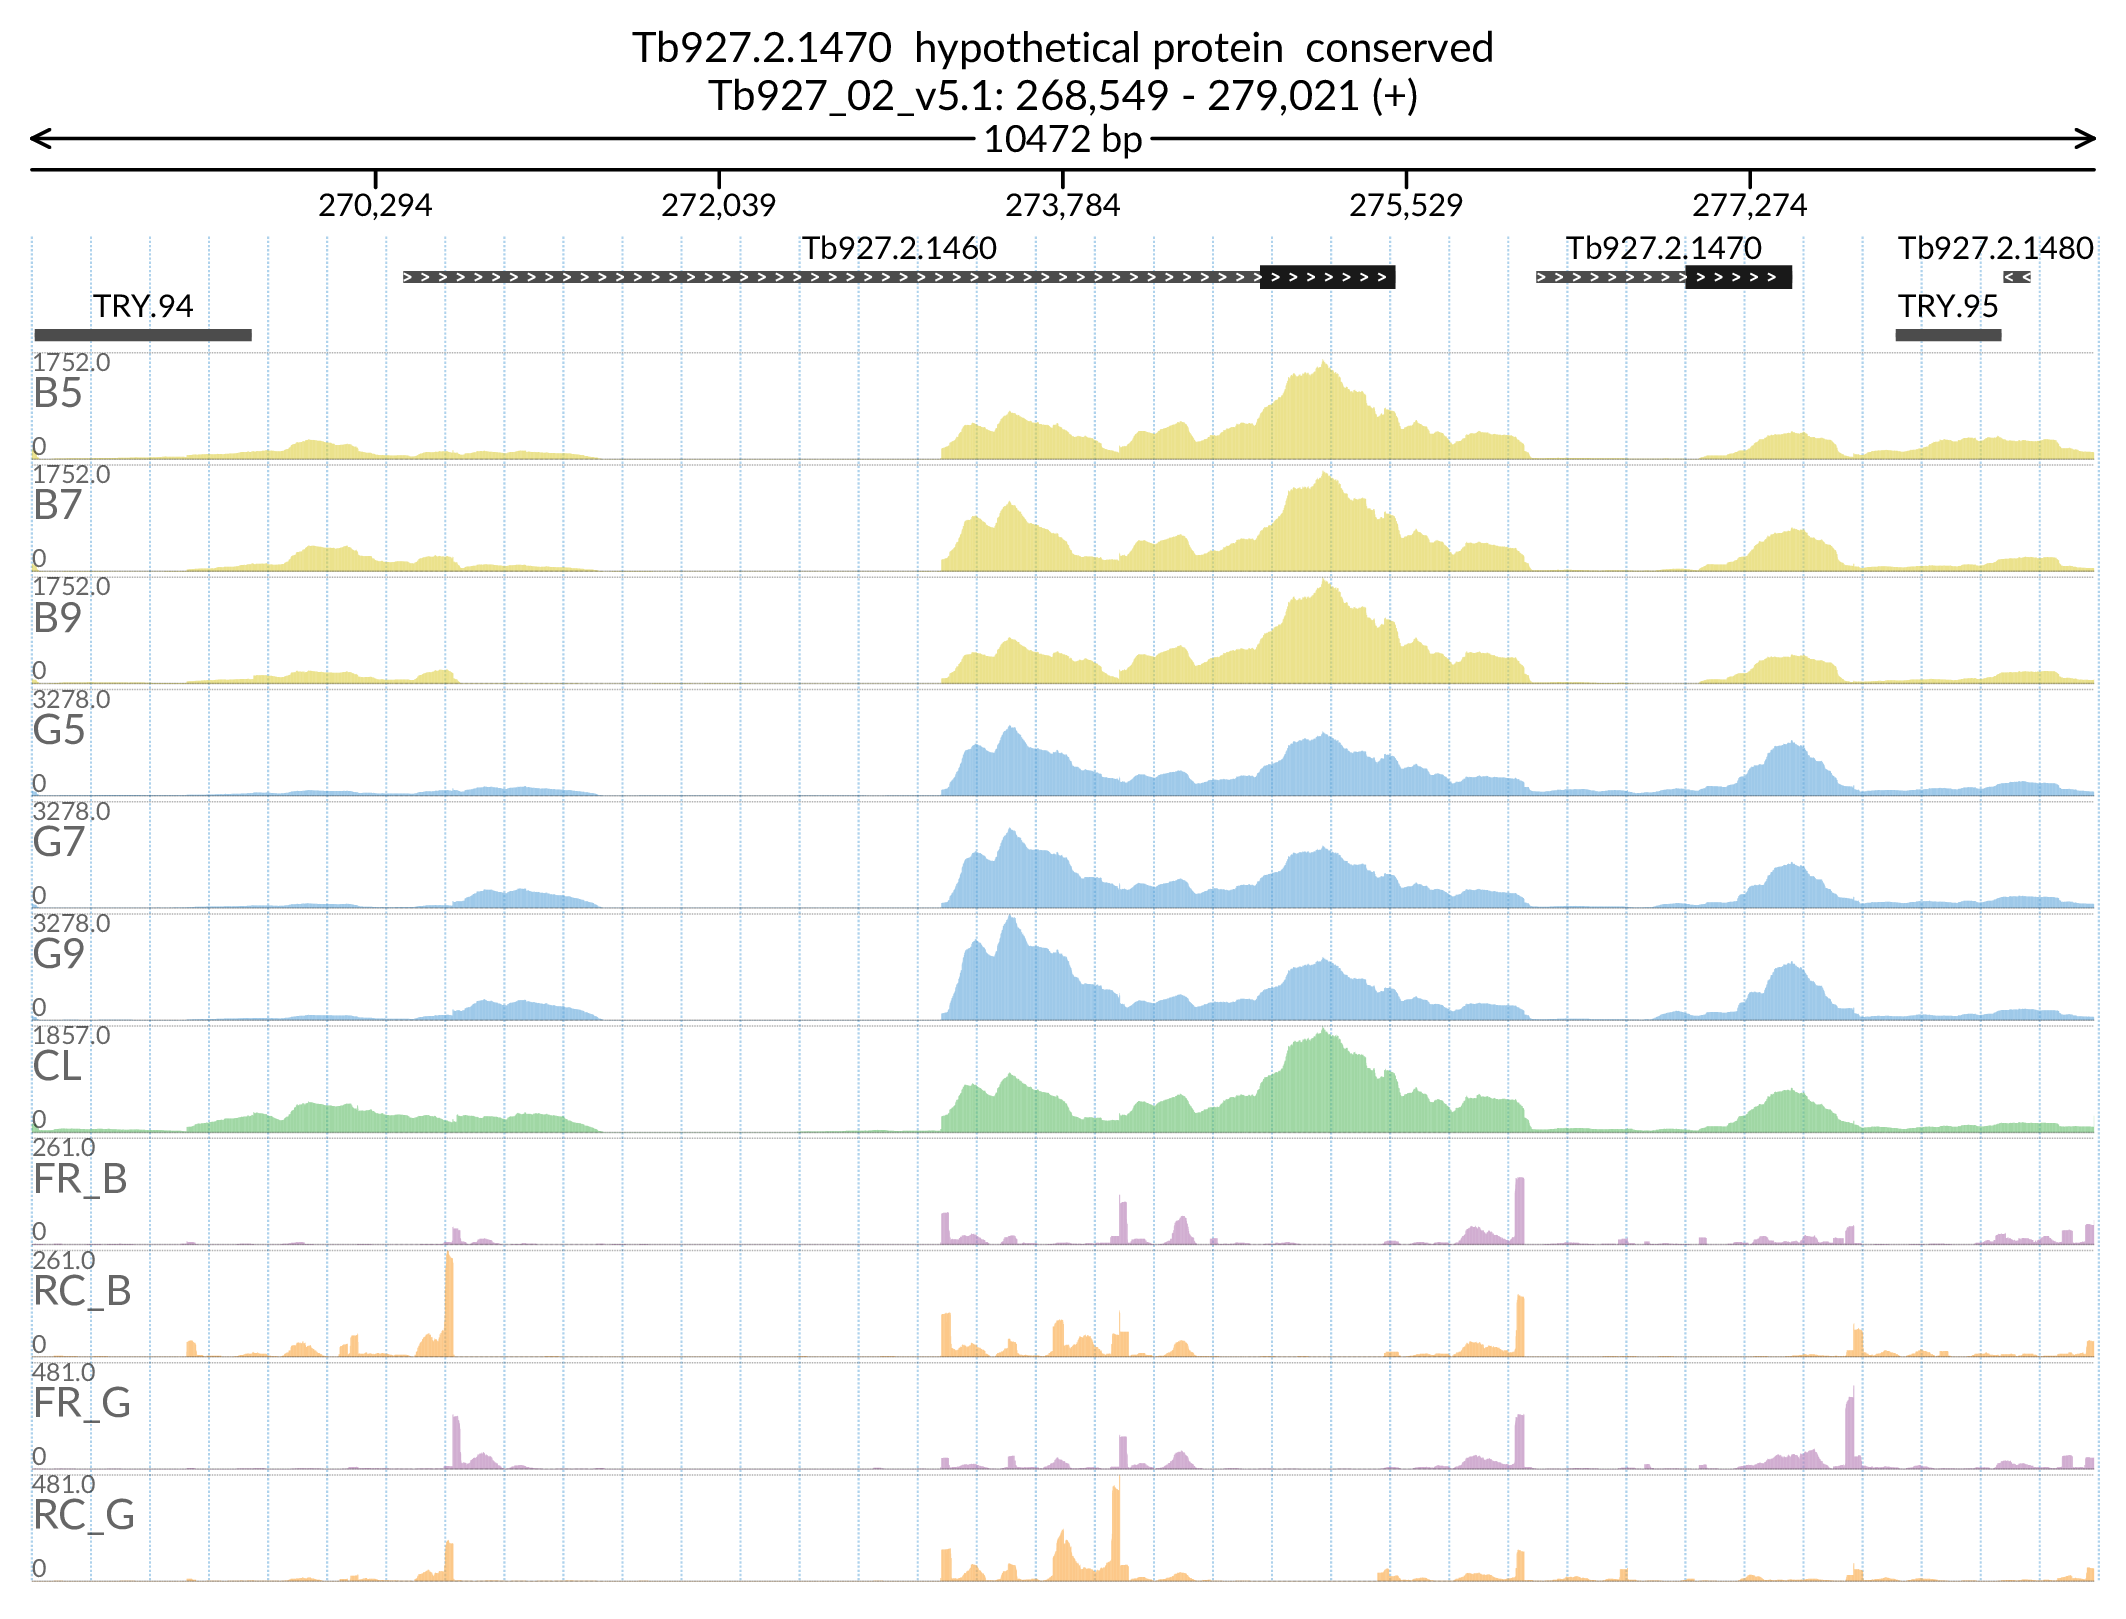 Tb927.2.1470 hypothetical protein conserved
Tb927_02_v5.1: 268,549 - 279,021 (+)
10472 bp
270,294 272,039 273,784 275,529 277,274
Tb927.2.1460 Tb927.2.1470 Tb927.2.1480
TRY.94 TRY.95
1752.0
B5
0
1752.0
B7
0
1752.0
B9
0
3278.0
G5
0
3278.0
G7
0
3278.0
G9
0
1857.0
CL
0
261.0
FR_B
0
261.0
RC_B
0
481.0
FR_G
0
481.0
RC_G
0